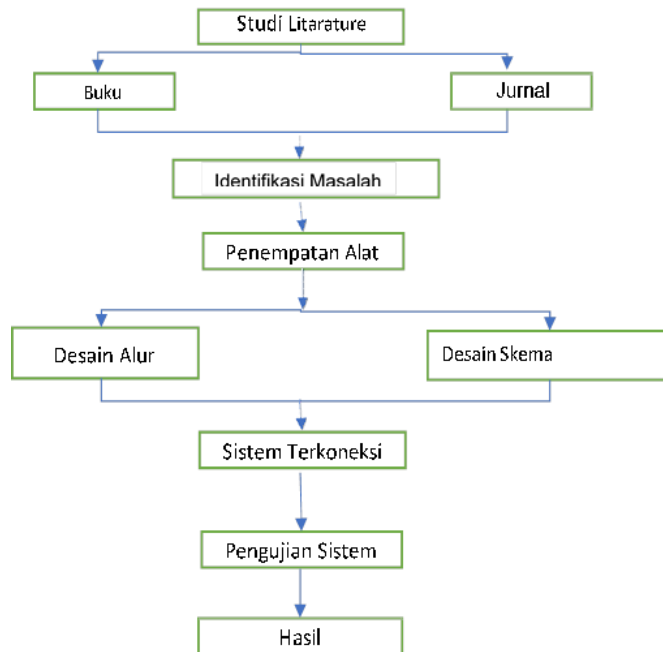 Studi Litarature
Buku
Jurnal
Identifikasi Masalah
Penempatan Alat
Desain Alur
Desain Skema
Sistem Terkoneksi
Pengujian Sistem
Hasil